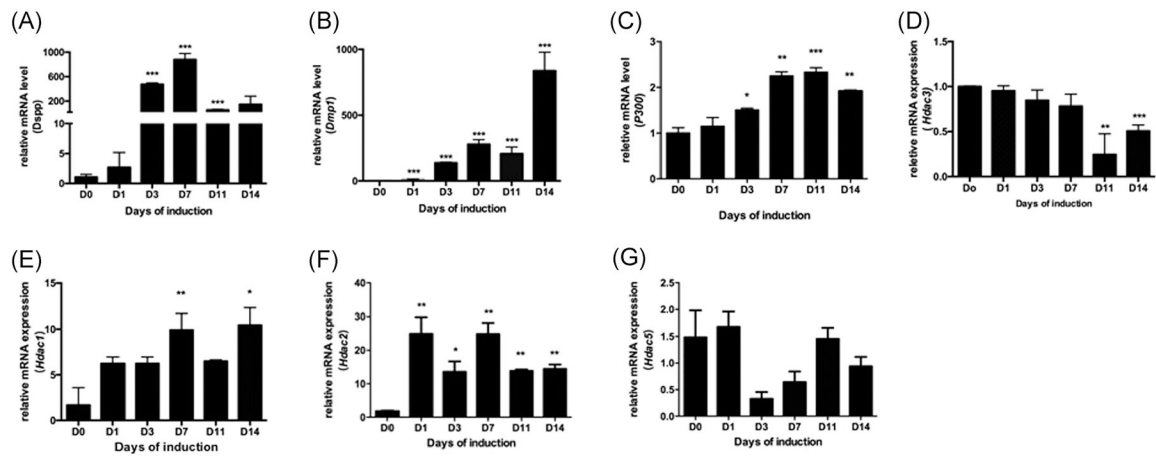 (A)
relative mRNA level
(Dspp)
1000
600
200
10
5
0
***
***
***
D0 D1 D3 D7 D11 D14
Days of induction
(B)
relative mRNA level
(Dmp1)
1000
500
0
***
***
***
***
***
D0 D1 D3 D7 D11 D14
Days of induction
(C)
reletive mRNA level
(P300)
3
2
1
0
*
**
***
**
D0 D1 D3 D7 D11 D14
Days of induction
(D)
reletive mRNA expression
(Hdac3)
1.5
1.0
0.5
0.0
**
***
Do D1 D3 D7 D11 D14
Days of induction
(E)
relative mRNA expression
(Hdac1)
15
10
5
0
**
*
D0 D1 D3 D7 D11 D14
Days of induction
(F)
relative mRNA expression
(Hdac2)
40
30
20
10
0
**
*
**
**
**
D0 D1 D3 D7 D11 D14
Days of induction
(G)
relative mRNA expression
(Hdac5)
2.5
2.0
1.5
1.0
0.5
0.0
D0 D1 D3 D7 D11 D14
Days of induction